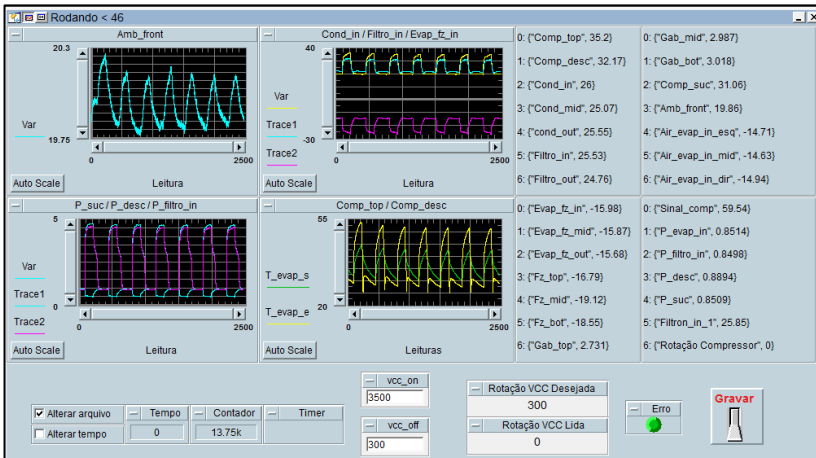 Rodando < 46
Amb_front
20.3
Var
19.75
0
2500
Auto Scale
Leitura
Cond_in / Filtro_in / Evap_fz_in
40
Var
Trace1
-30
Trace2
0
2500
Leitura
0: {"Comp_top", 35.2}
1: {"Comp_desc, 32.17}
2: {"Cond_in", 26}
3: {"Cond_mid", 25.07}
4: {"cond_out", 25.55}
5: {"Filtro_in", 25.53}
6: {"Filtro_out", 24.76}
0: {"Gab_mid", 2.987}
1: {"Gab_bot", 3.018}
2: {"Comp_suc", 31.06}
3: {"Amb_front", 19.86}
4: {"Air_evap_in_esq", -14.71}
5: {"Air_evap_in_mid", -14.63}
6: {"Air_evap_in_dir", -14.94}
P_suc / P_desc / P_filtro_in
5
Var
Trace1
0
Trace2
0
2500
Auto Scale
Leitura
Comp_top / Comp_desc
55
T_evap_s
20
T_evap_e
0
2500
Auto Scale
Leituras
0: {"Evap_fz_in", -15.98}
1: {"Evap_fz_mid", -15.87}
2: {"Evap_fz_out", -15.68}
3: {"Fz_top", -16.79}
4: {"Fz_mid", -19.12}
5: {"Fz_bot", -18.55}
6: {"Gab_top", 2.731}
0: {"Sinal_comp", 59.54}
1: {"P_evap_in", 0.8514}
2: {"P_filtro_in", 0.8498}
3: {"P_desc", 0.8894}
4: {"P_suc", 0.8509}
5: {"Filtron_in_1", 25.85}
6: {"Rotação Compressor", 0}
Alterar arquivo
Alterar tempo
Tempo
0
Contador
13.75k
Timer
vcc_on
3500
vcc_off
300
Rotação VCC Desejada
300
Rotação VCC Lida
0
Erro
Gravar